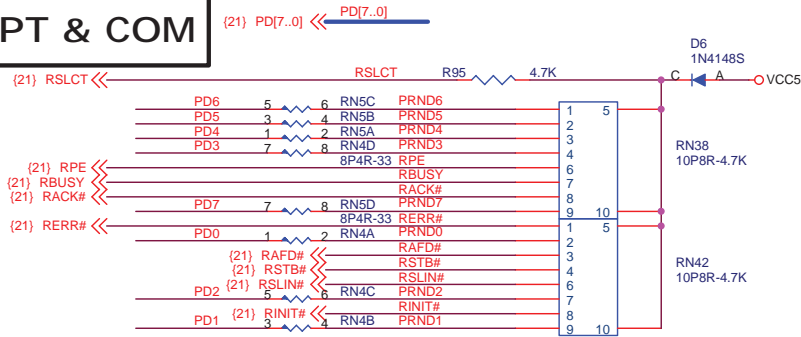 PT & COM
{21} PD[7..0] PD[7..0]
D6
1N4148S
{21} RSLCT RSLCT R95 4.7K C A VCC5
PD6 5 6 RN5C PRND6 1 5
PD5 3 4 RN5B PRND5 2
PD4 1 2 RN5A PRND4 3
PD3 7 8 RN4D PRND3 4
RN38
10P8R-4.7K
{21} RPE 8P4R-33 RPE 6
{21} RBUSY RBUSY 7
{21} RACK# RACK# 8
PD7 7 8 RN5D PRND7 9 10
{21} RERR# 8P4R-33 RERR# 1 5
PD0 1 2 RN4A PRND0 2
{21} RAFD# RAFD# 3
{21} RSTB# RSTB# 4
{21} RSLIN# RSLIN# 6
RN42
10P8R-4.7K
PD2 5 6 RN4C PRND2 7
{21} RINIT# RINIT# 8
PD1 3 4 RN4B PRND1 9 10